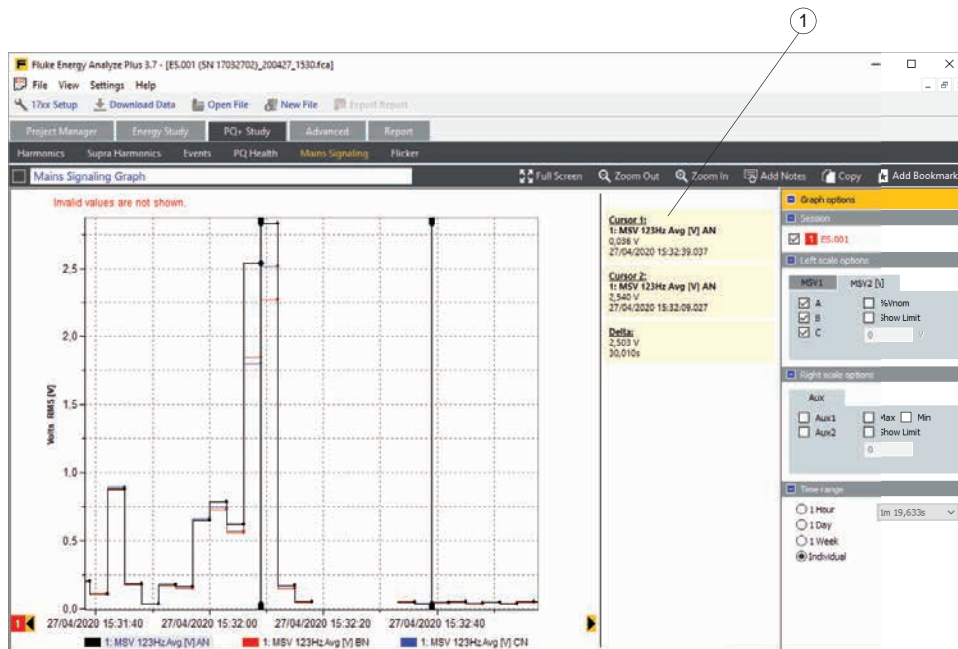 1
Fluke Energy Analyze Plus 3.7 - [ES.001 (SN 17032702)_200427_1530.fca]
File View Settings Help
17xx Setup Download Data Open File New File Export Report
Project Manager Energy Study PQ+ Study Advanced Report
Harmonics Supra Harmonics Events PQ Health Mains Signaling Flicker
Mains Signaling Graph Full Screen Zoom Out Zoom In Add Notes Copy Add Bookmark
Invalid values are not shown.
Volts RMS [V]
2,5
2,0
1,5
1,0
0,5
0,0
27/04/2020 15:31:40 27/04/2020 15:32:00 27/04/2020 15:32:20 27/04/2020 15:32:40
1
1: MSV 123Hz Avg [V] AN 1: MSV 123Hz Avg [V] BN 1: MSV 123Hz Avg [V] CN
Cursor 1:
1: MSV 123Hz Avg [V] AN
0,036 V
27/04/2020 15:32:39.037
Cursor 2:
1: MSV 123Hz Avg [V] AN
2,540 V
27/04/2020 15:32:09.027
Delta:
2,503 V
30,010s
Graph options
Session
1 ES.001
Left scale options
MSV1 MSV2 [V]
A %Vnom
B Show Limit
C 0 V
Right scale options
Aux
Aux1 Max Min
Aux2 Show Limit
0
Time range
1 Hour 1m 19,633s
1 Day
1 Week
Individual